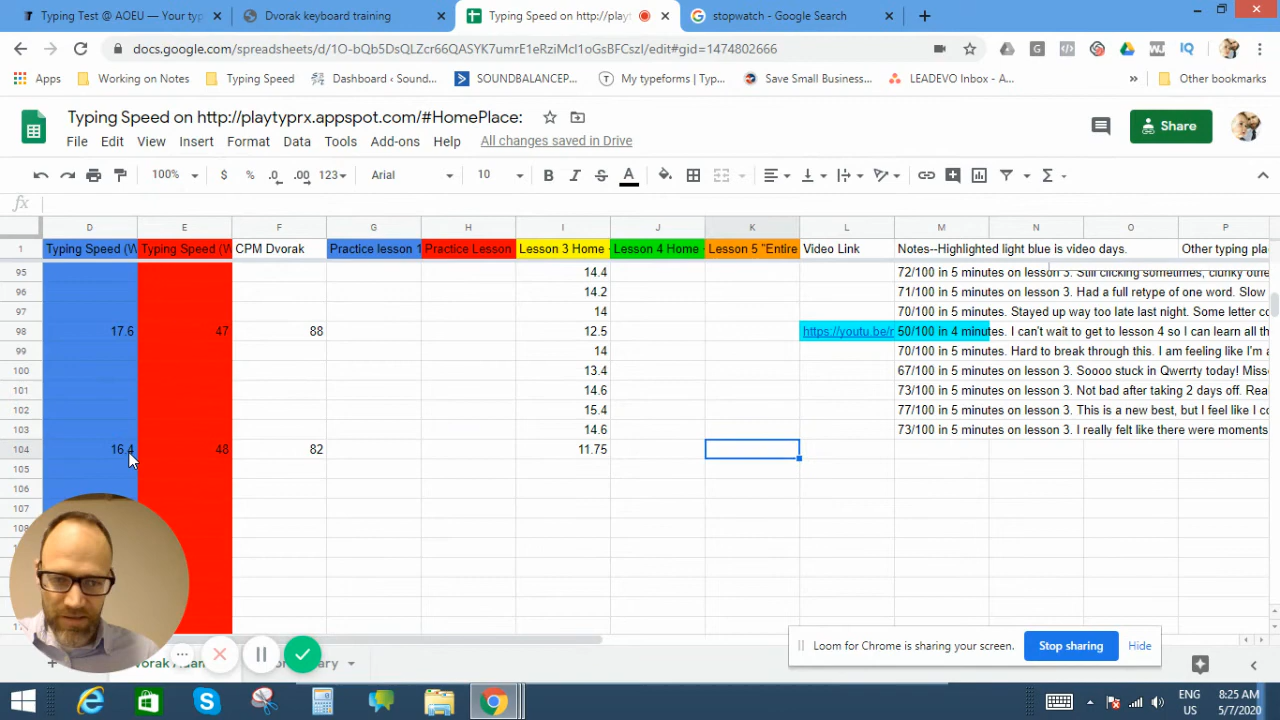 Typing Test @ AOEU — Your typ
Dvorak keyboard training
Typing Speed on http://play
stopwatch - Google Search
docs.google.com/spreadsheets/d/1O-bQb5DsQLZcr66QASYK7umrE1eRziMcl1oGsBFCszI/edit#gid=1474802666
Apps
Working on Notes
Typing Speed
Dashboard ‹ Sound...
SOUNDBALANCEP...
My typeforms | Typ...
Save Small Business...
LEADEVO Inbox - A...
Other bookmarks
Typing Speed on http://playtyprx.appspot.com/#HomePlace:
File Edit View Insert Format Data Tools Add-ons Help All changes saved in Drive
Share
100% $ % .0 .00 123 Arial 10 B I S A
fx
D E F G H I J K L M N O P
1 Typing Speed (W Typing Speed (W CPM Dvorak Practice lesson 1 Practice Lesson Lesson 3 Home Lesson 4 Home Lesson 5 "Entire Video Link Notes--Highlighted light blue is video days. Other typing pla
95 14.4 72/100 in 5 minutes on lesson 3. Still clicking sometimes, clunky othe
96 14.2 71/100 in 5 minutes on lesson 3. Had a full retype of one word. Slow
97 14 70/100 in 5 minutes. Stayed up way too late last night. Some letter co
98 17.6 47 88 12.5 https://youtu.be/r 50/100 in 4 minutes. I can't wait to get to lesson 4 so I can learn all th
99 14 70/100 in 5 minutes. Hard to break through this. I am feeling like I'm a
100 13.4 67/100 in 5 minutes on lesson 3. Sooo stuck in Qwerrty today! Miss
101 14.6 73/100 in 5 minutes on lesson 3. Not bad after taking 2 days off. Rea
102 15.4 77/100 in 5 minutes on lesson 3. This is a new best, but I feel like I c
103 14.6 73/100 in 5 minutes on lesson 3. I really felt like there were moments
104 16.4 48 82 11.75
105
106
107
108
Loom for Chrome is sharing your screen.
Stop sharing
Hide
ENG
US
8:25 AM
5/7/2020